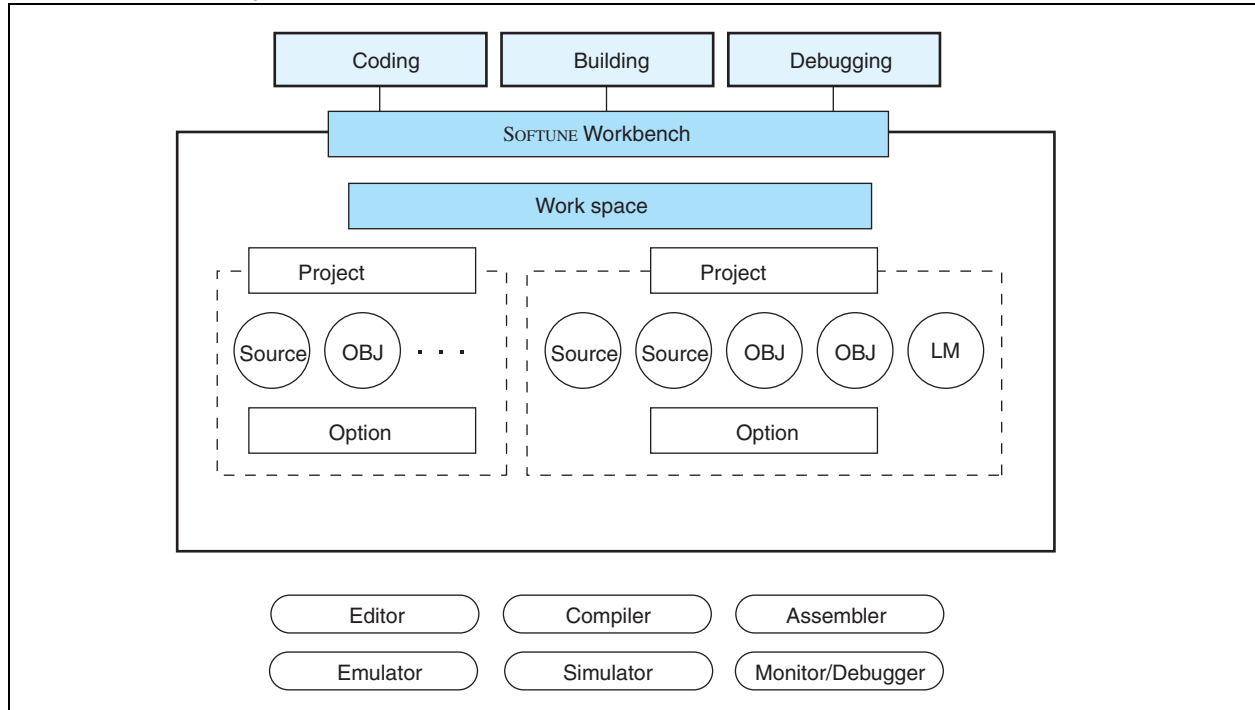 Coding Building Debugging
SOFTUNE Workbench
Work space
Project Project
Source OBJ . . . Source Source OBJ OBJ LM
Option Option
Editor Compiler Assembler
Emulator Simulator Monitor/Debugger